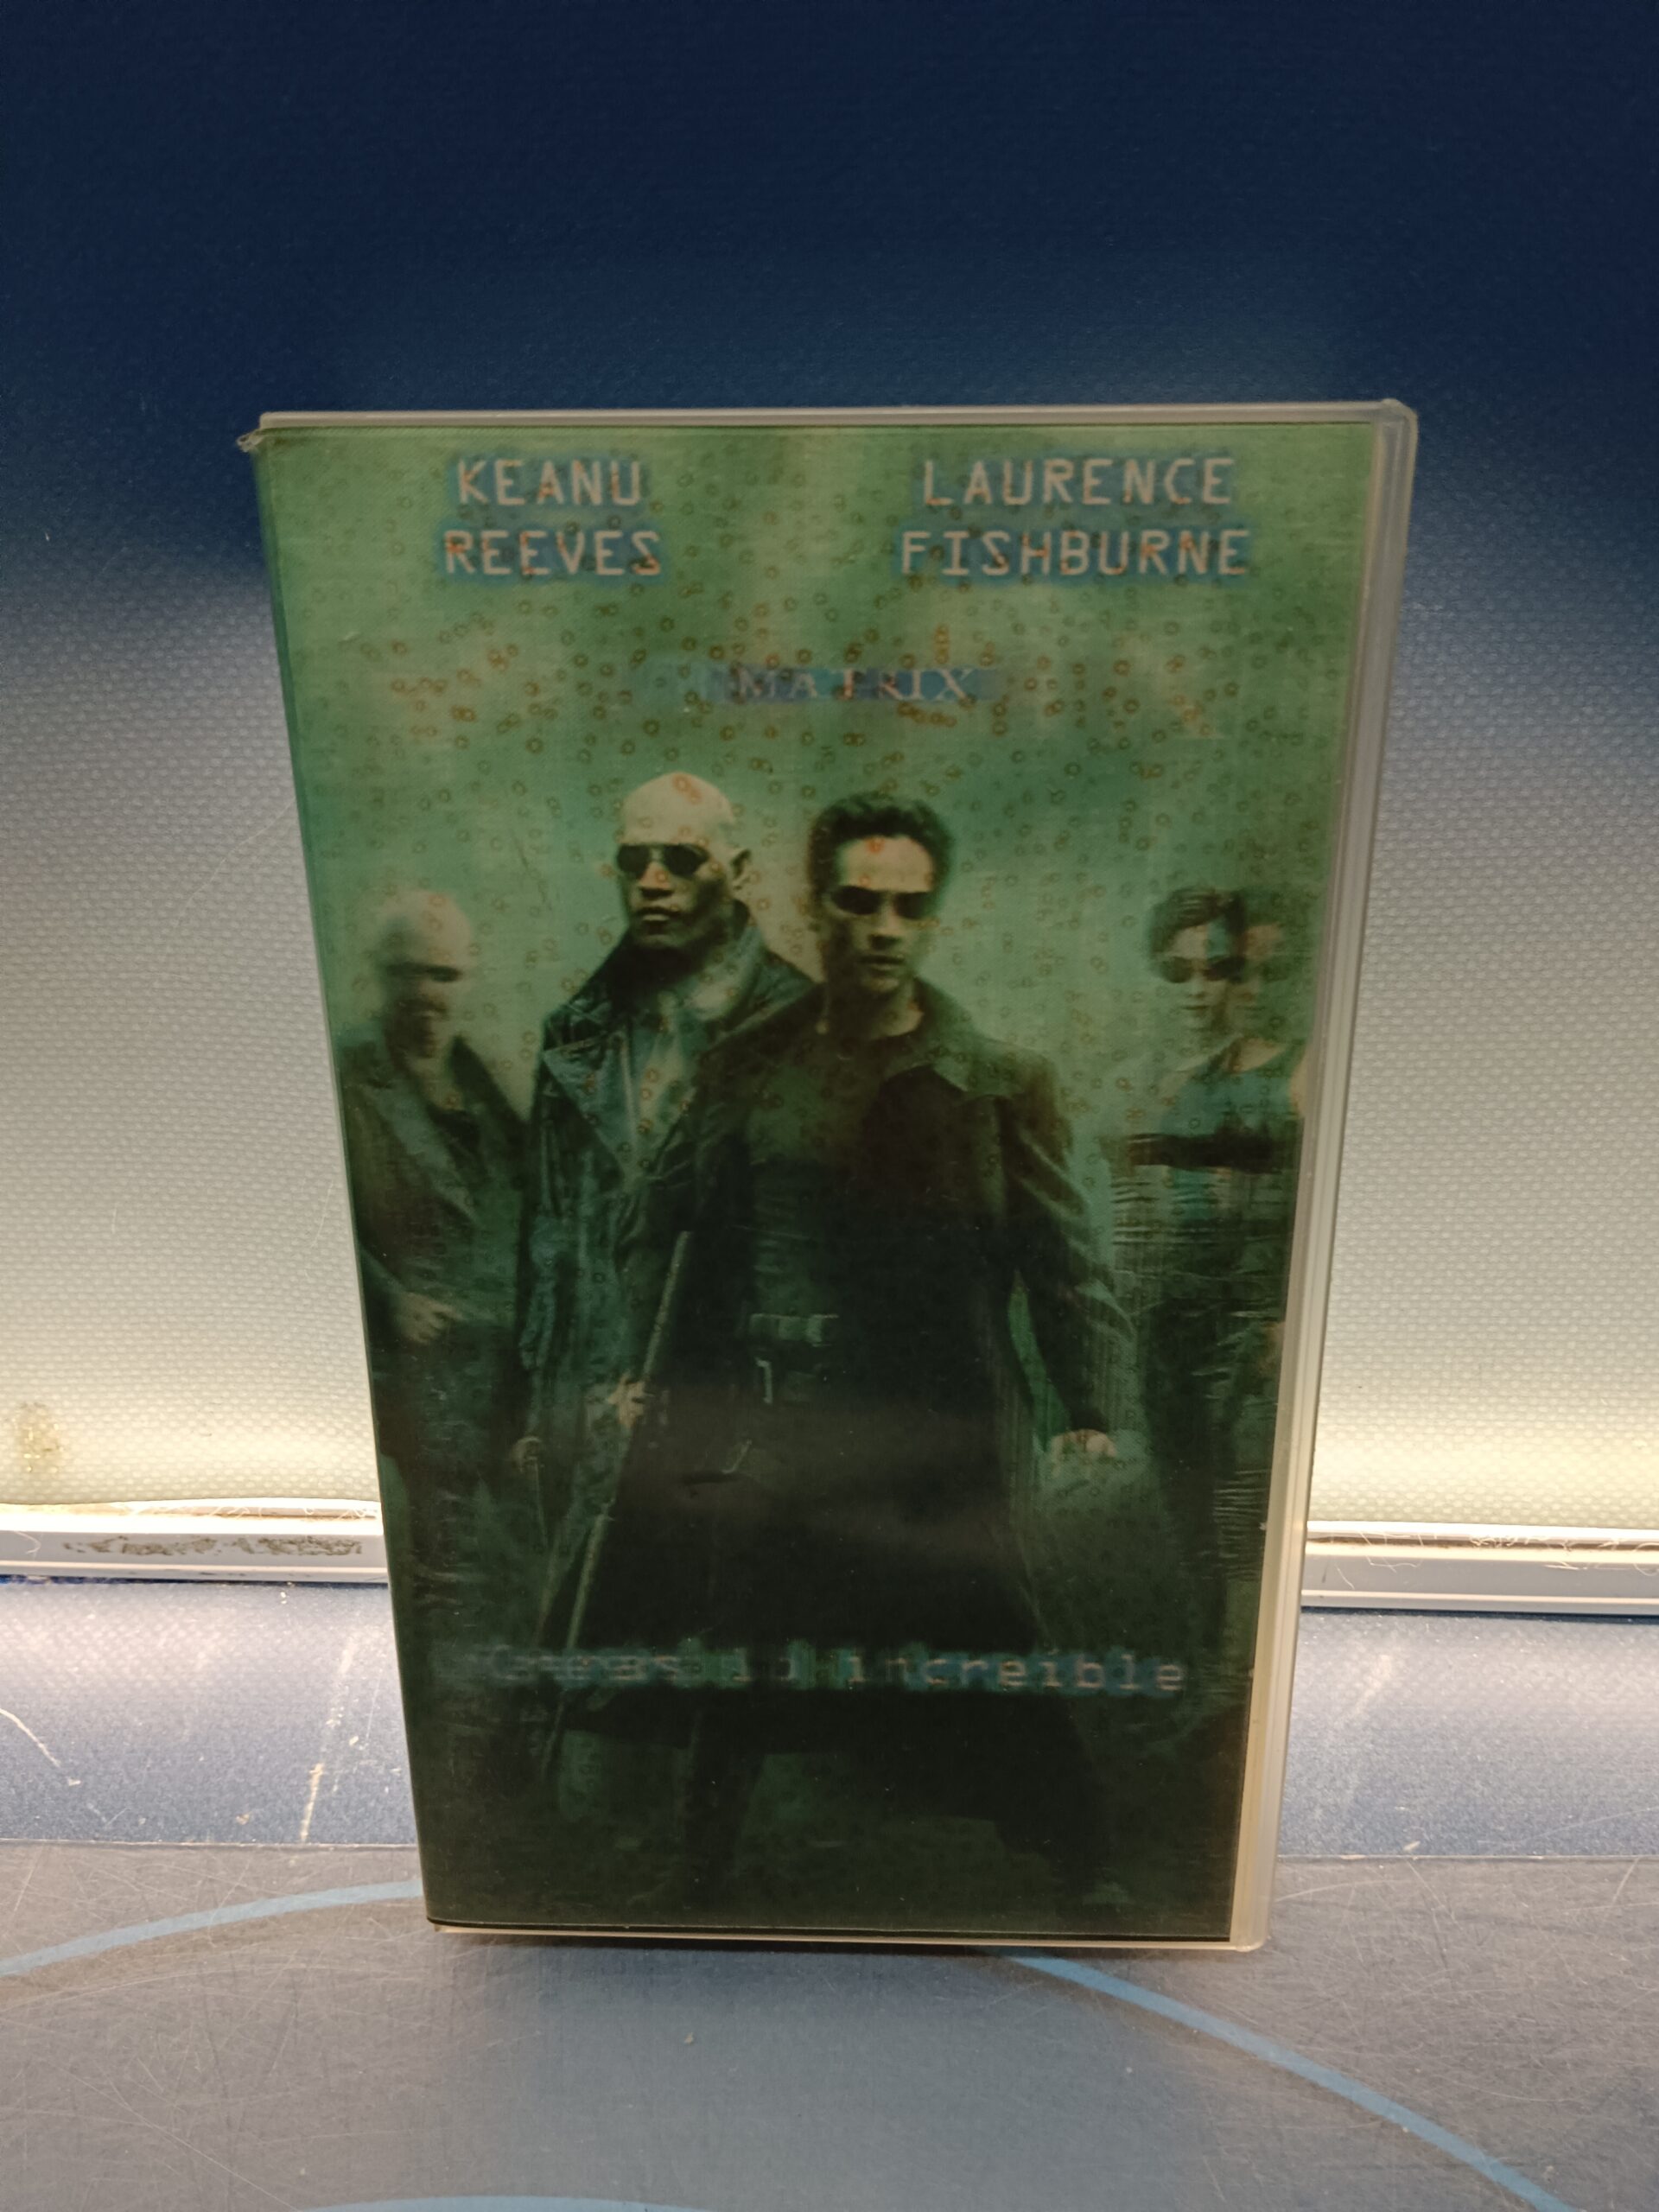 KEANU
REEVES
LAURENCE
FISHBURNE
MATRIX
increíble